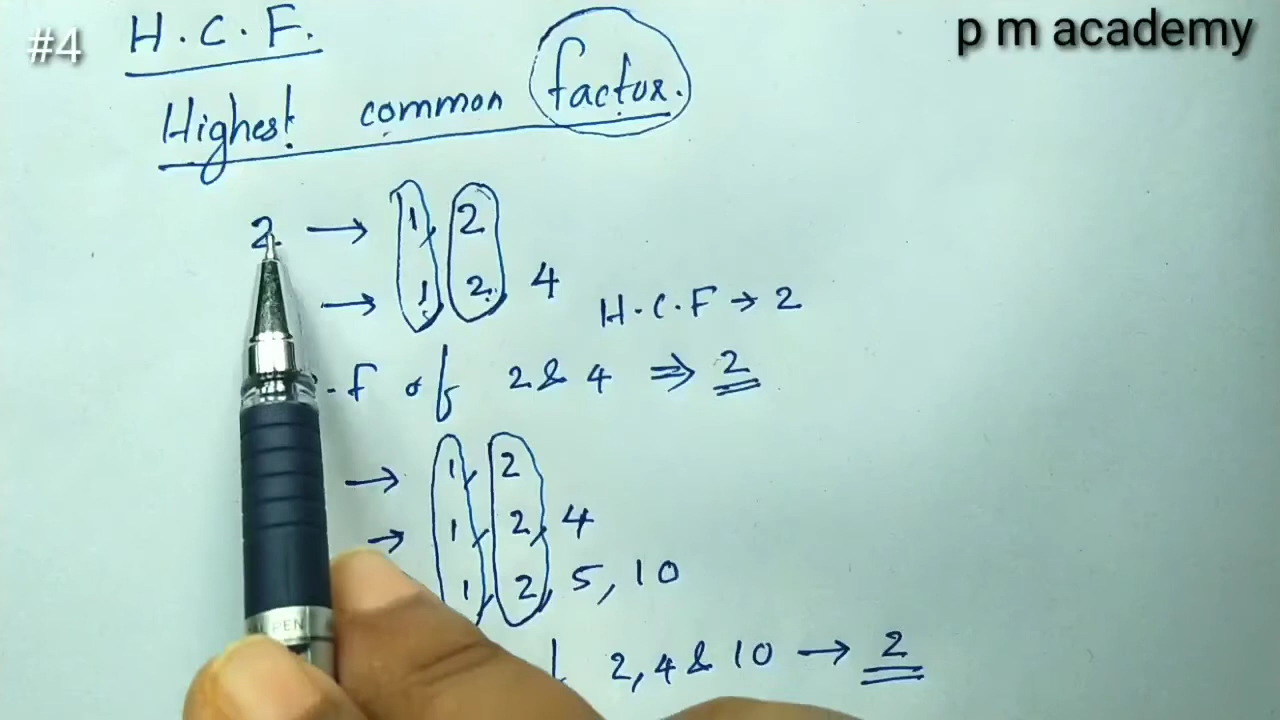 #4
p m academy
H.C.F.
Highest common factor.
2 → 1, 2
→ 1 2 4
H.C.F → 2
.F of 2 & 4 ⇒ 2
→ 1, 2
→ 1, 2, 4
1, 2, 5, 10
2, 4 & 10 → 2